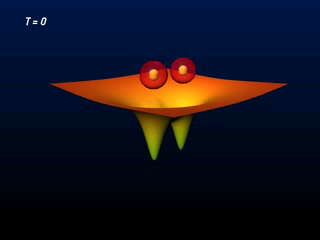 T = 0